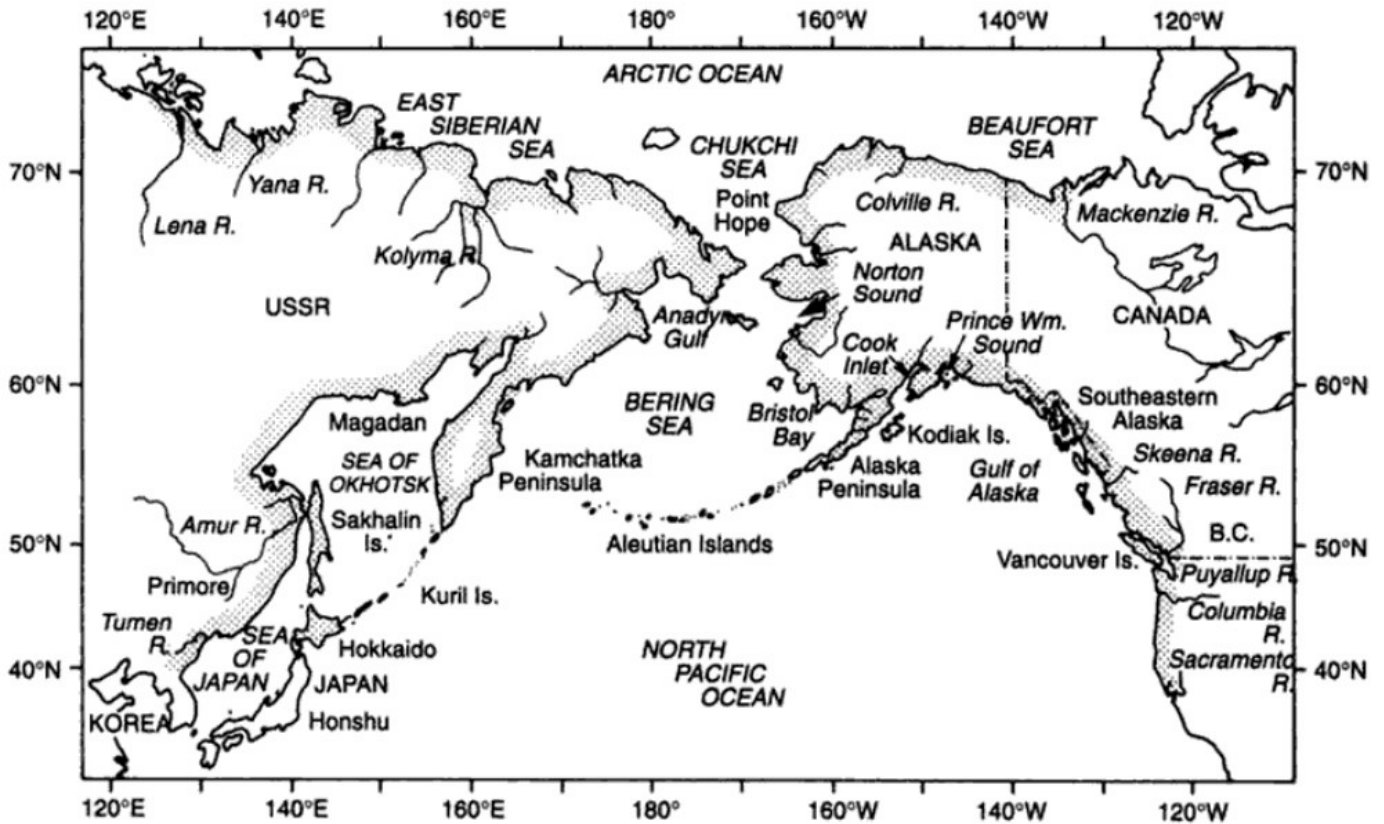 120°E 140°E 160°E 180° 160°W 140°W 120°W
ARCTIC OCEAN
EAST
SIBERIAN
SEA
CHUKCHI
SEA
BEAUFORT
SEA
70°N
70°N
Yana R.
Lena R.
Kolyma R.
Point
Hope
Colville R.
Mackenzie R.
ALASKA
Norton
Sound
USSR
Anadyr
Gulf
Prince Wm.
Sound
CANADA
Cook
Inlet
60°N
60°N
Magadan
BERING
SEA
Bristol
Bay
Kodiak Is.
Southeastern
Alaska
SEA OF
OKHOTSK
Kamchatka
Peninsula
Alaska
Peninsula
Gulf of
Alaska
Skeena R.
Fraser R.
Amur R.
Sakhalin
Is.
Aleutian Islands
B.C.
50°N
50°N
Vancouver Is.
Primore
Kuril Is.
Puyallup R.
Tumen
R.
SEA
OF
JAPAN
Hokkaido
Columbia
R.
NORTH
PACIFIC
OCEAN
Sacramento
R.
40°N
40°N
JAPAN
KOREA
Honshu
120°E 140°E 160°E 180° 160°W 140°W 120°W